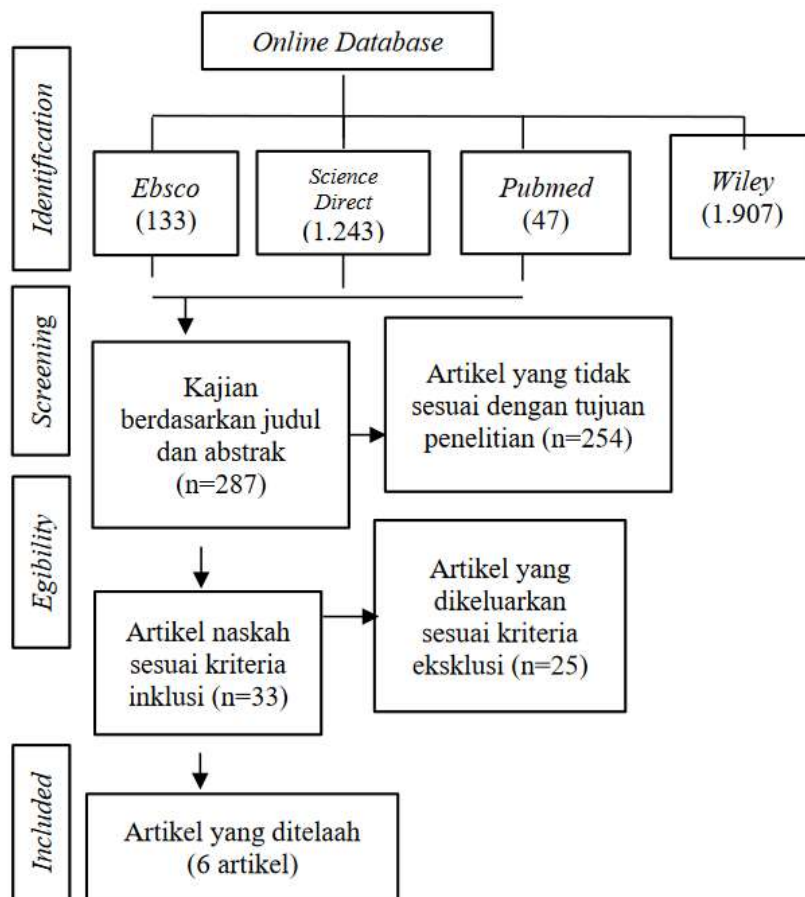 Online Database
Identification
Ebsco
(133)
Science
Direct
(1.243)
Pubmed
(47)
Wiley
(1.907)
Screening
Kajian
berdasarkan judul
dan abstrak
(n=287)
Artikel yang tidak
sesuai dengan tujuan
penelitian (n=254)
Egibility
Artikel naskah
sesuai kriteria
inklusi (n=33)
Artikel yang
dikeluarkan
sesuai kriteria
eksklusi (n=25)
Included
Artikel yang ditelaah
(6 artikel)